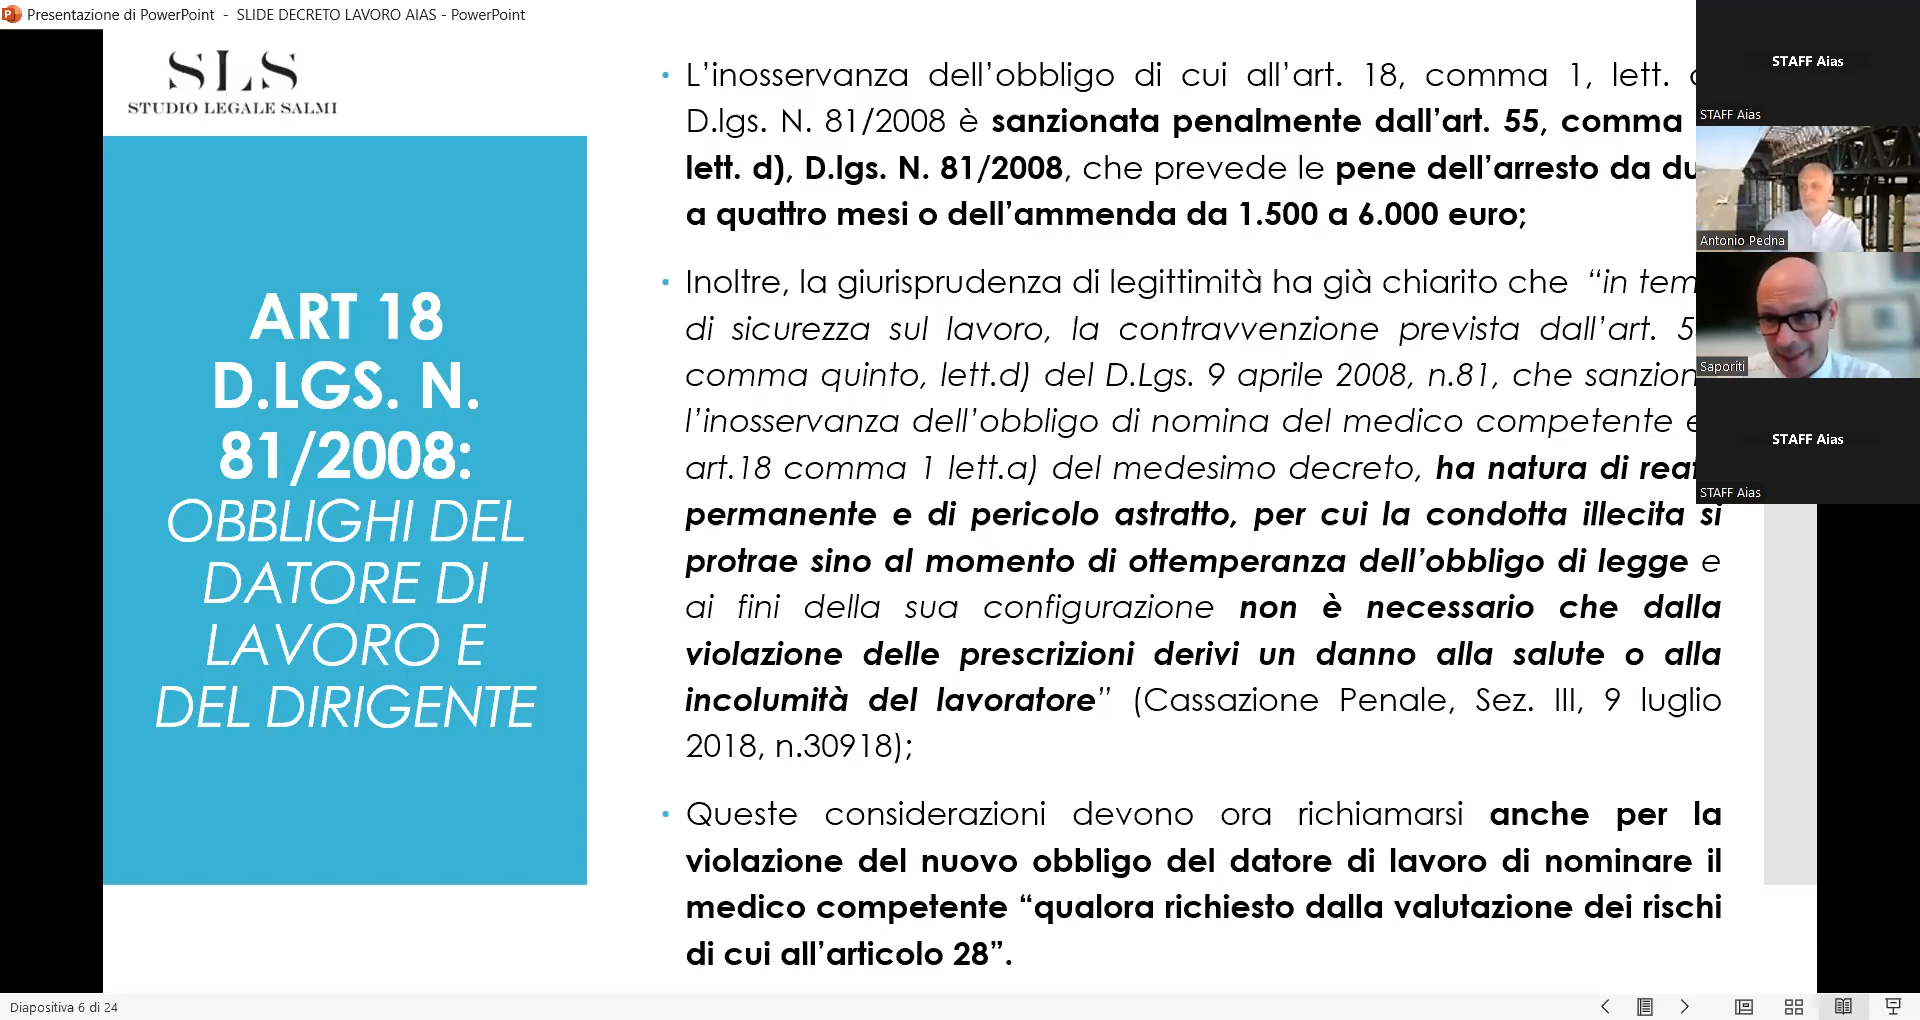 Presentazione di PowerPoint - SLIDE DECRETO LAVORO AIAS - PowerPoint
SLS
STUDIO LEGALE SALMI
ART 18
D.LGS. N.
81/2008:
OBBLIGHI DEL
DATORE DI
LAVORO E
DEL DIRIGENTE
• L’inosservanza dell’obbligo di cui all’art. 18, comma 1, lett.
D.lgs. N. 81/2008 è sanzionata penalmente dall’art. 55, comma
lett. d), D.lgs. N. 81/2008, che prevede le pene dell’arresto da
a quattro mesi o dell’ammenda da 1.500 a 6.000 euro;
• Inoltre, la giurisprudenza di legittimità ha già chiarito che “in
di sicurezza sul lavoro, la contravvenzione prevista dall’art.
comma quinto, lett.d) del D.Lgs. 9 aprile 2008, n.81, che
l’inosservanza dell’obbligo di nomina del medico competente
art.18 comma 1 lett.a) del medesimo decreto, ha natura di
permanente e di pericolo astratto, per cui la condotta illecita si
protrae sino al momento di ottemperanza dell’obbligo di legge e
ai fini della sua configurazione non è necessario che dalla
violazione delle prescrizioni derivi un danno alla salute o alla
incolumità del lavoratore” (Cassazione Penale, Sez. III, 9 luglio
2018, n.30918);
• Queste considerazioni devono ora richiamarsi anche per la
violazione del nuovo obbligo del datore di lavoro di nominare il
medico competente “qualora richiesto dalla valutazione dei rischi
di cui all’articolo 28”.
STAFF Aias
STAFF Aias
Antonio Pedna
Saporiti
STAFF Aias
STAFF Aias
Diapositiva 6 di 24